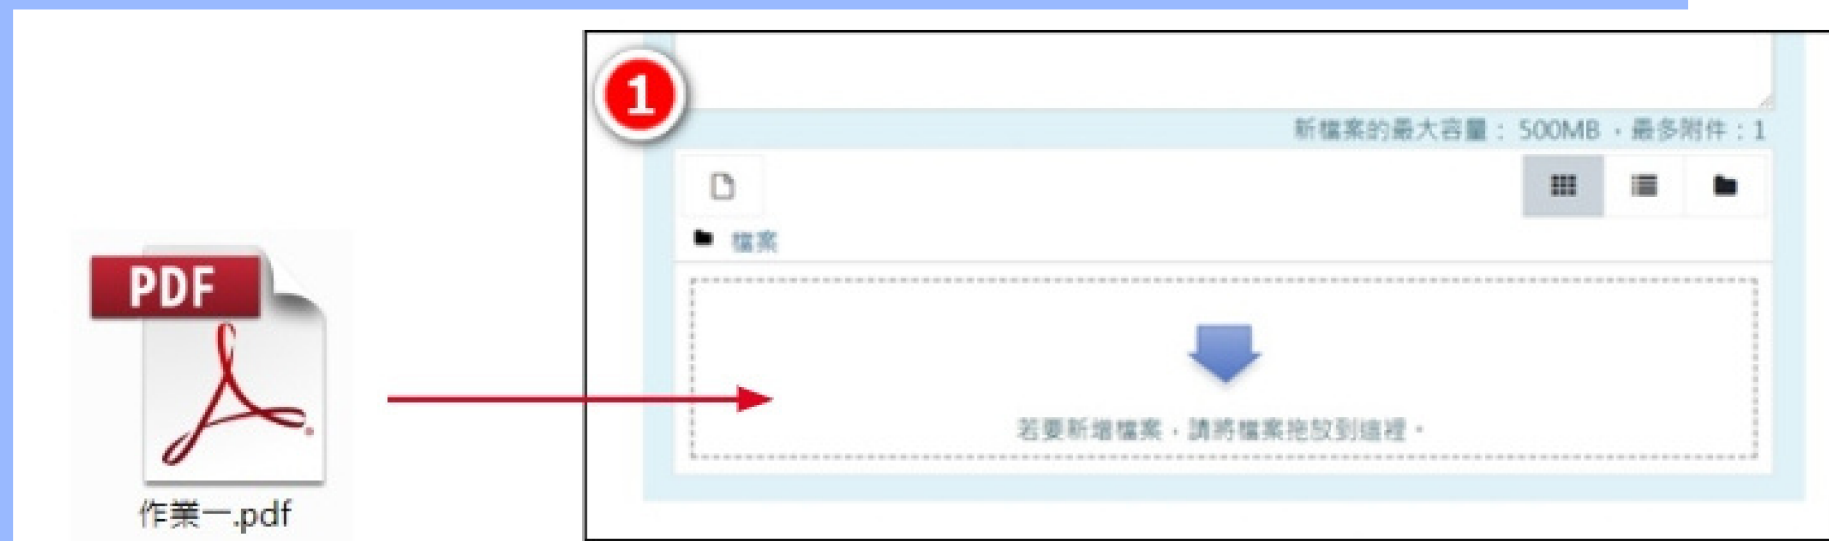 1
新檔案的最大容量： 500MB ，最多附件：1
檔案
PDF
若要新增檔案，請將檔案拖放到這裡。
作業一.pdf